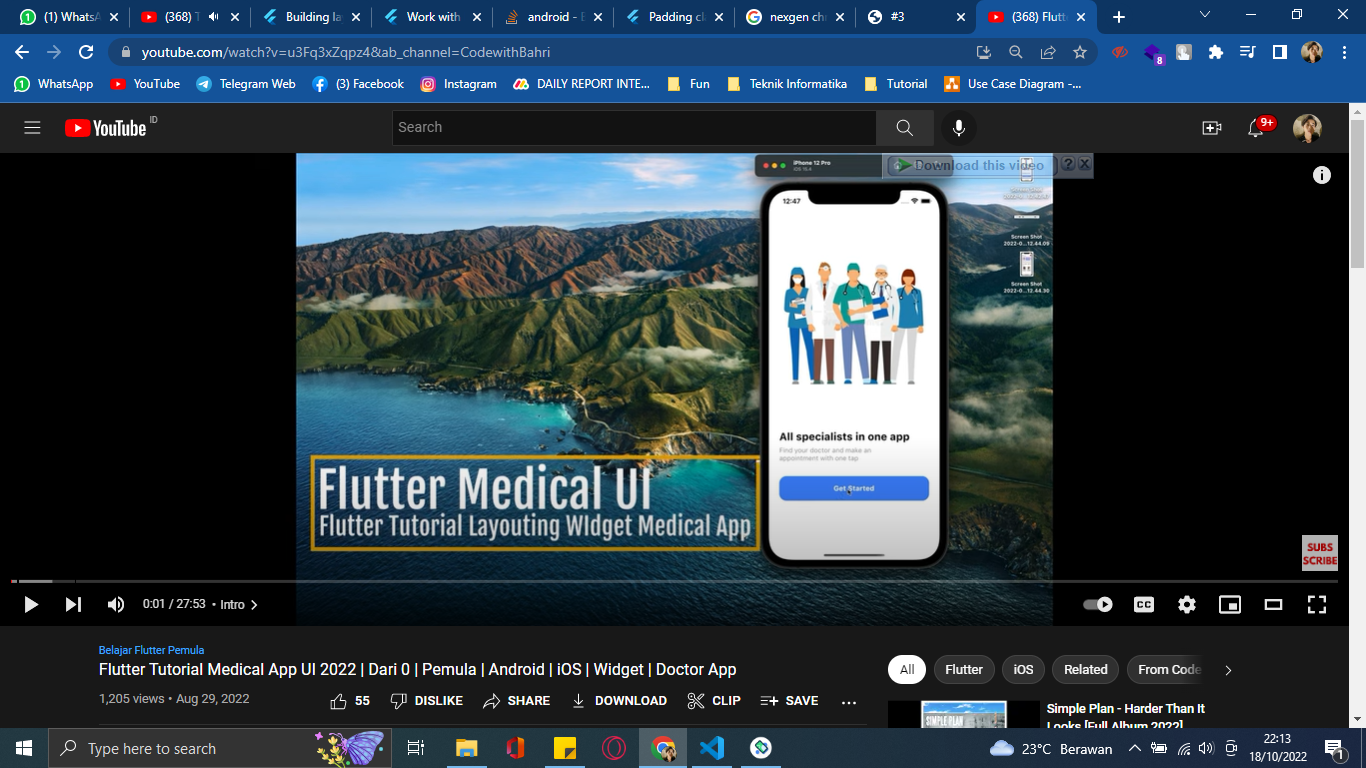 (1) WhatsA
(368) T
Building la
Work with
android - E
Padding cl
nexgen ch
#3
(368) Flutt
youtube.com/watch?v=u3Fq3xZqpz4&ab_channel=CodewithBahri
8
WhatsApp
YouTube
Telegram Web
(3) Facebook
Instagram
DAILY REPORT INTE...
Fun
Teknik Informatika
Tutorial
Use Case Diagram -...
YouTube ID
Search
9+
iPhone 12 Pro
iOS 15.4
Download this video
?
X
12:47
Screen Shot
2022-0...12.44.09
Screen Shot
2022-0...12.44.30
All specialists in one app
Find your doctor and make an
appointment with one tap
Get Started
Flutter Medical UI
Flutter Tutorial Layouting WIdget Medical App
SUBS
SCRIBE
0:01 / 27:53 • Intro
CC
Belajar Flutter Pemula
Flutter Tutorial Medical App UI 2022 | Dari 0 | Pemula | Android | iOS | Widget | Doctor App
1,205 views • Aug 29, 2022
55
DISLIKE
SHARE
DOWNLOAD
CLIP
SAVE
...
All
Flutter
iOS
Related
From Code
SIMPLE PLAN
Simple Plan - Harder Than It
Looks [Full Album 2022]
Type here to search
23°C Berawan
22:13
18/10/2022
1